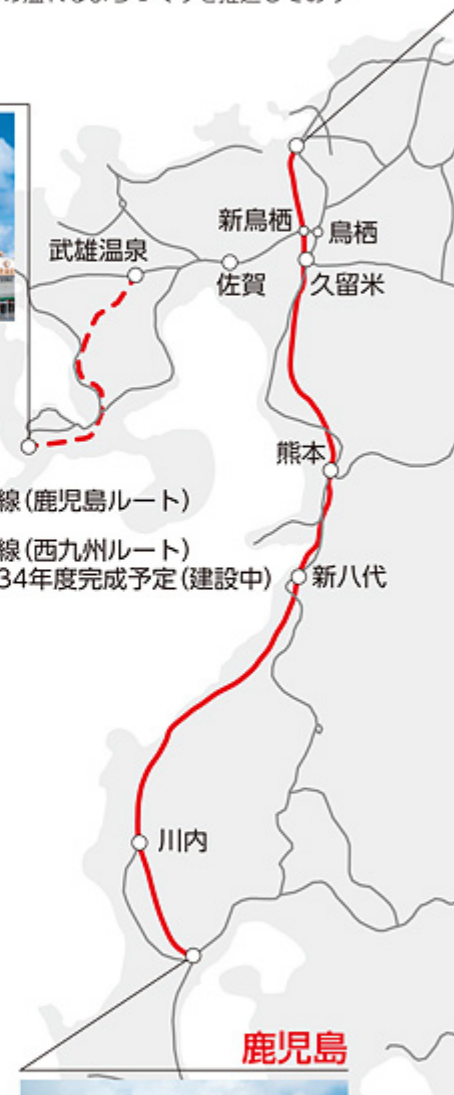 新鳥栖
鳥栖
武雄温泉
佐賀
久留米
熊本
線(鹿児島ルート)
線(西九州ルート)
34年度完成予定(建設中)
新八代
川内
鹿児島